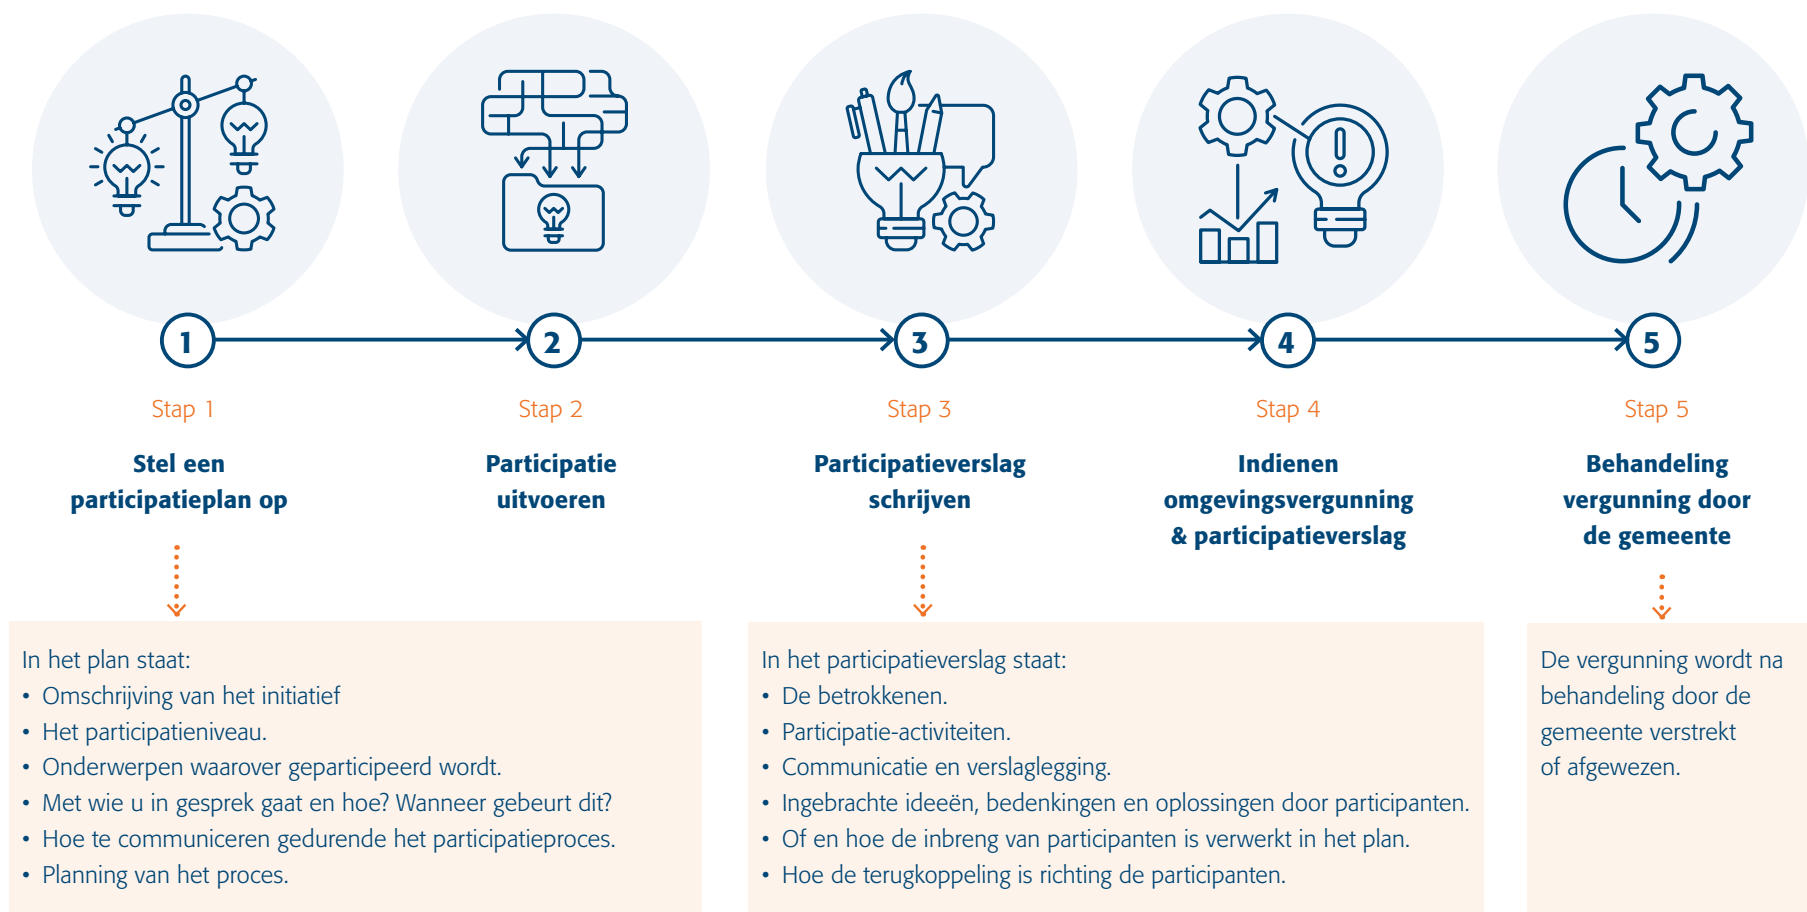 1
2
3
4
5
Stap 1
Stel een
participatieplan op
Stap 2
Participatie
uitvoeren
Stap 3
Participatieverslag
schrijven
Stap 4
Indienen
omgevingsvergunning
& participatieverslag
Stap 5
Behandeling
vergunning door
de gemeente
In het plan staat:
• Omschrijving van het initiatief
• Het participatieniveau.
• Onderwerpen waarover geparticipeerd wordt.
• Met wie u in gesprek gaat en hoe? Wanneer gebeurt dit?
• Hoe te communiceren gedurende het participatieproces.
• Planning van het proces.
In het participatieverslag staat:
• De betrokkenen.
• Participatie-activiteiten.
• Communicatie en verslaglegging.
• Ingebrachte ideeën, bedenkingen en oplossingen door participanten.
• Of en hoe de inbreng van participanten is verwerkt in het plan.
• Hoe de terugkoppeling is richting de participanten.
De vergunning wordt na
behandeling door de
gemeente verstrekt
of afgewezen.